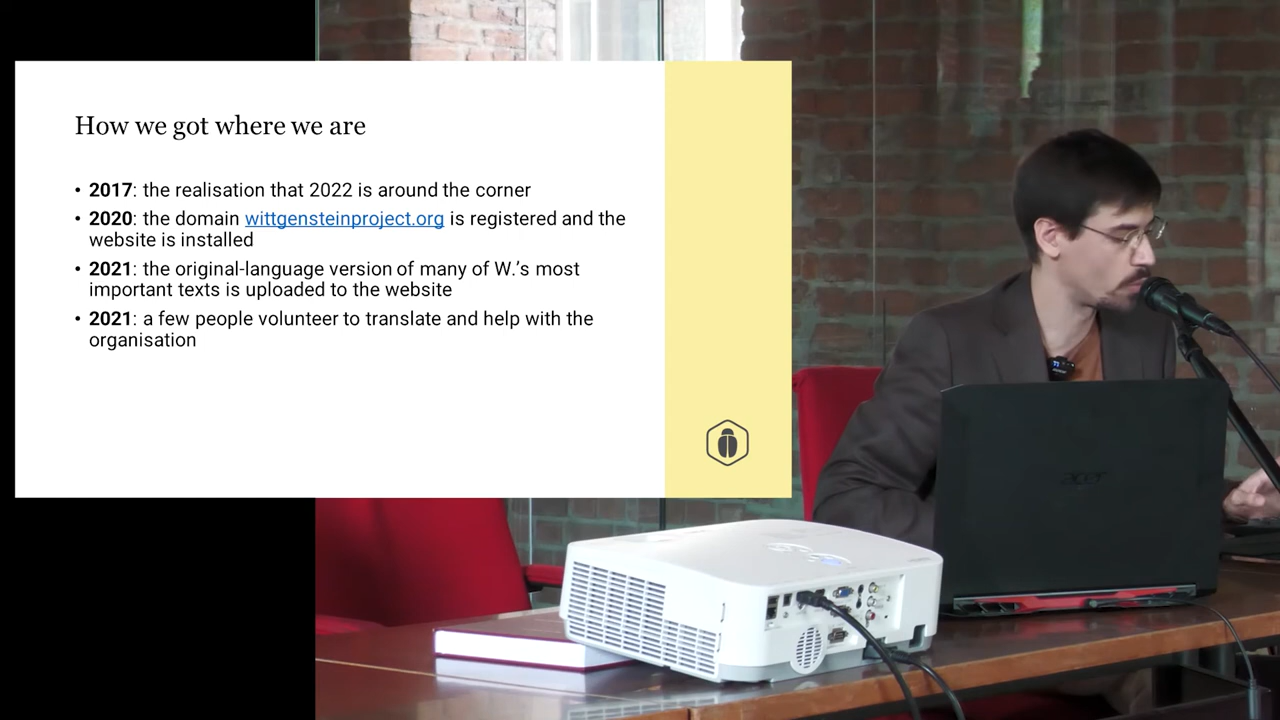 How we got where we are
• 2017: the realisation that 2022 is around the corner
• 2020: the domain wittgensteinproject.org is registered and the
website is installed
• 2021: the original-language version of many of W.’s most
important texts is uploaded to the website
• 2021: a few people volunteer to translate and help with the
organisation
acer